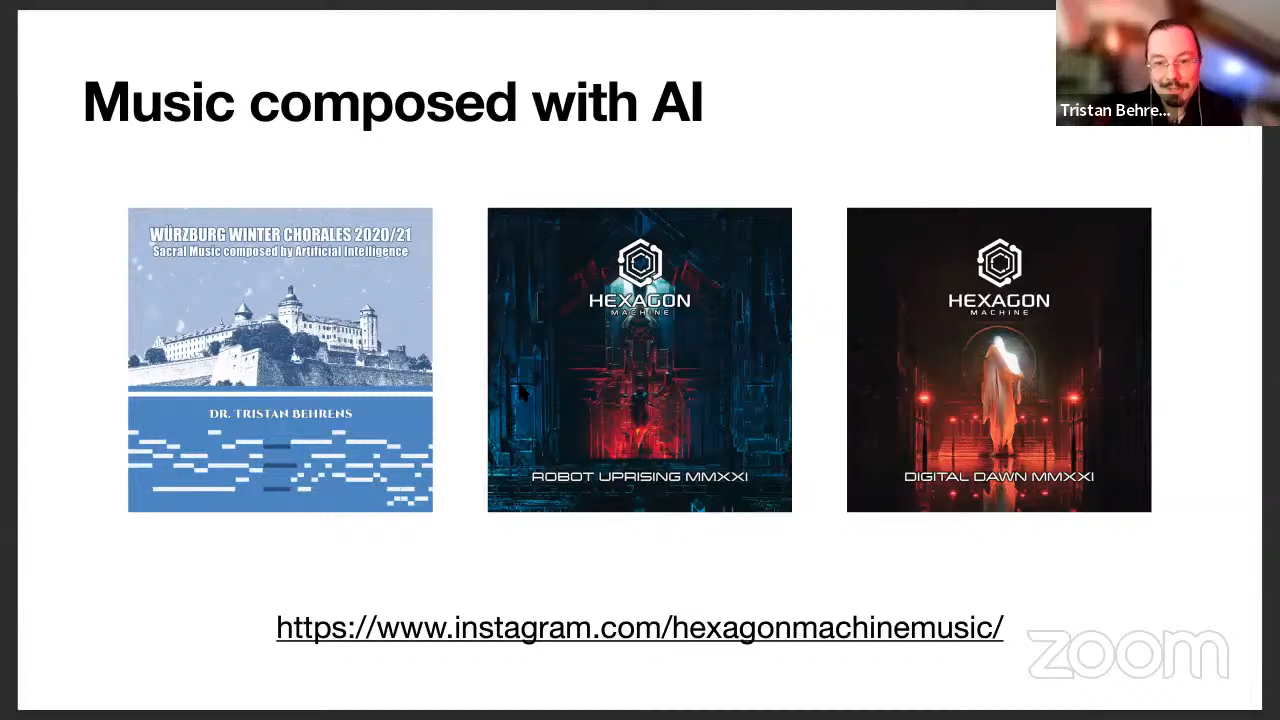 Music composed with AI
Tristan Behre...
WÜRZBURG WINTER CHORALES 2020/21
Sacral Music composed by Artificial Intelligence
DR. TRISTAN BEHRENS
HEXAGON
MACHINE
ROBOT UPRISING MMXXI
HEXAGON
MACHINE
DIGITAL DAWN MMXXI
https://www.instagram.com/hexagonmachinemusic/
zoom